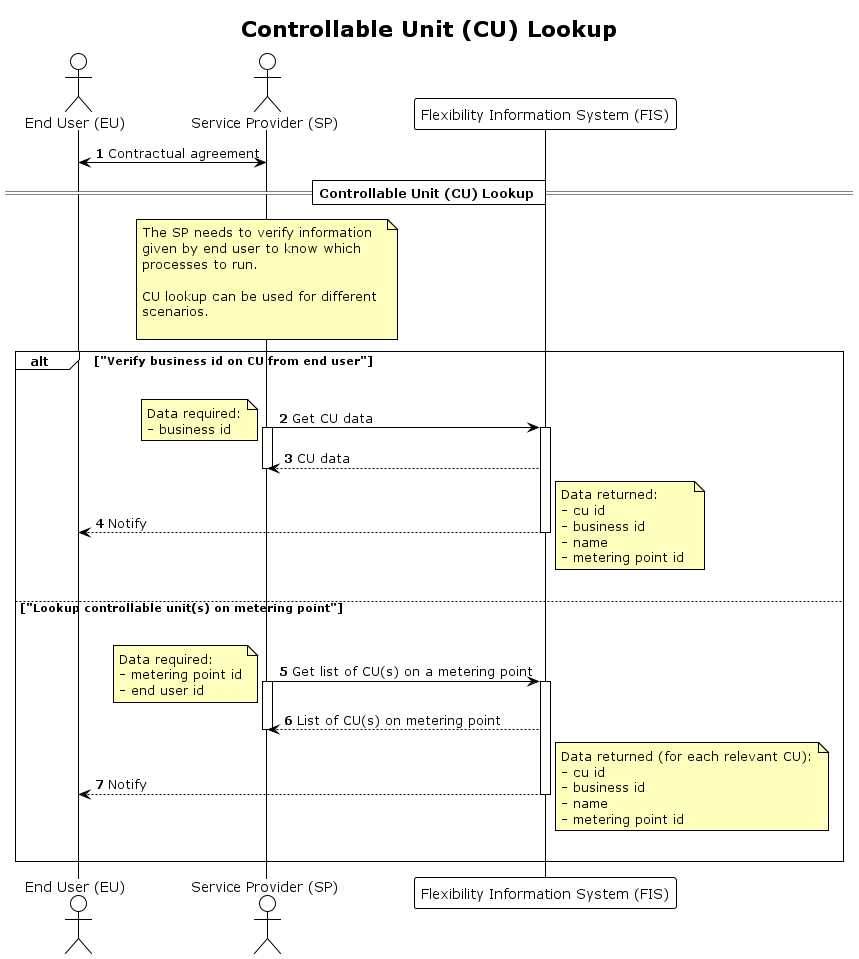 Controllable Unit (CU) Lookup
End User (EU)
Service Provider (SP)
Flexibility Information System (FIS)
1 Contractual agreement
Controllable Unit (CU) Lookup
The SP needs to verify information
given by end user to know which
processes to run.
CU lookup can be used for different
scenarios.
alt
["Verify business id on CU from end user"]
Data required:
- business id
2 Get CU data
3 CU data
Data returned:
- cu id
- business id
- name
- metering point id
4 Notify
["Lookup controllable unit(s) on metering point"]
Data required:
- metering point id
- end user id
5 Get list of CU(s) on a metering point
6 List of CU(s) on metering point
Data returned (for each relevant CU):
- cu id
- business id
- name
- metering point id
7 Notify
End User (EU)
Service Provider (SP)
Flexibility Information System (FIS)